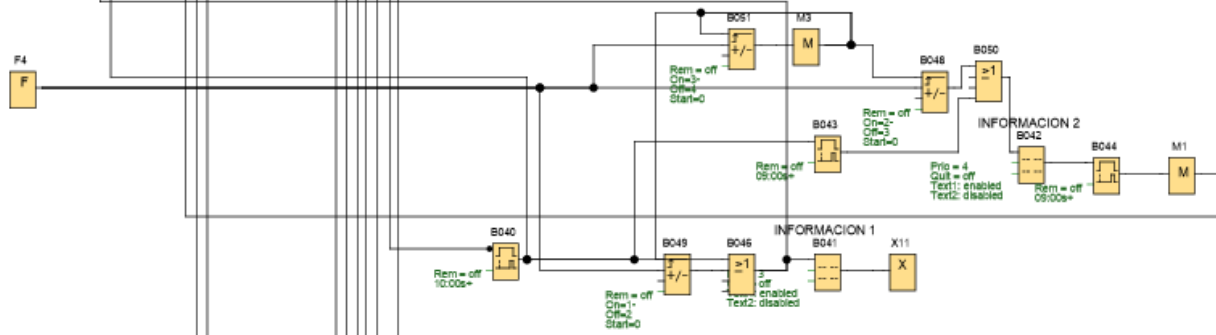 B051
M3
M
+/-
F4
F
Rem = off
On=3-
Off=4
Start=0
B048
+/-
Rem = off
On=2-
Off=3
Start=0
B050
≥1
B043
Rem = off
09:00s+
INFORMACION 2
B042
Prio = 4
Quit = off
Text1: enabled
Text2: disabled
B044
Rem = off
09:00s+
M1
M
B040
Rem = off
10:00s+
B049
+/-
Rem = off
On=1-
Off=2
Start=0
B046
≥1
3
off
enabled
Text2: disabled
INFORMACION 1
B041
X11
X